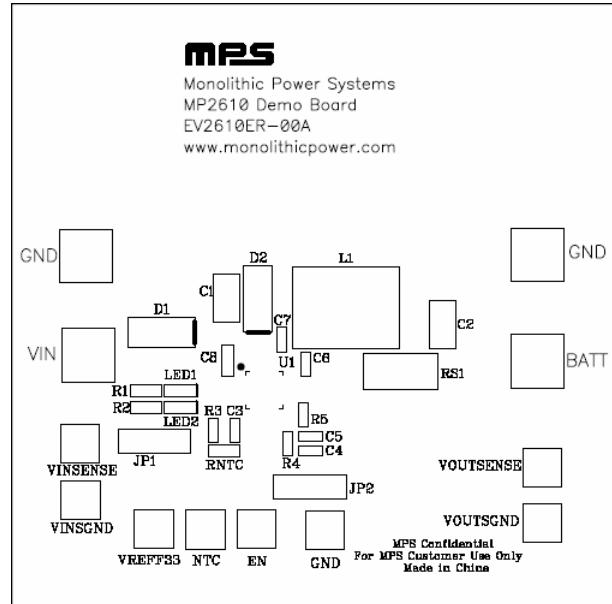 mps
Monolithic Power Systems
MP2610 Demo Board
EV2610ER-00A
www.monolithicpower.com
GND
GND
D2
L1
C1
D1
C7
C2
VIN
C8
U1
C6
RS1
BATT
R1
LED1
R2
LED2
R3
C3
R5
C5
C4
R4
JP1
RNTC
VINSENSE
VOUTSENSE
JP2
VINSGND
VOUTSGND
VREFF33
NTC
EN
GND
MPS Confidential
For MPS Customer Use Only
Made in China